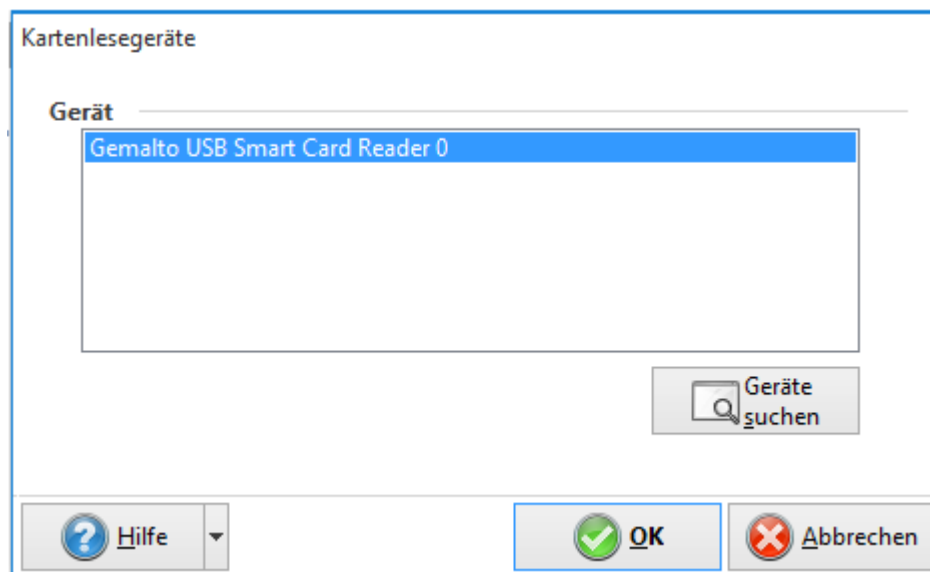 Kartenlesegeräte
Gerät
Gemalto USB Smart Card Reader 0
Geräte
suchen
Hilfe
OK
Abbrechen